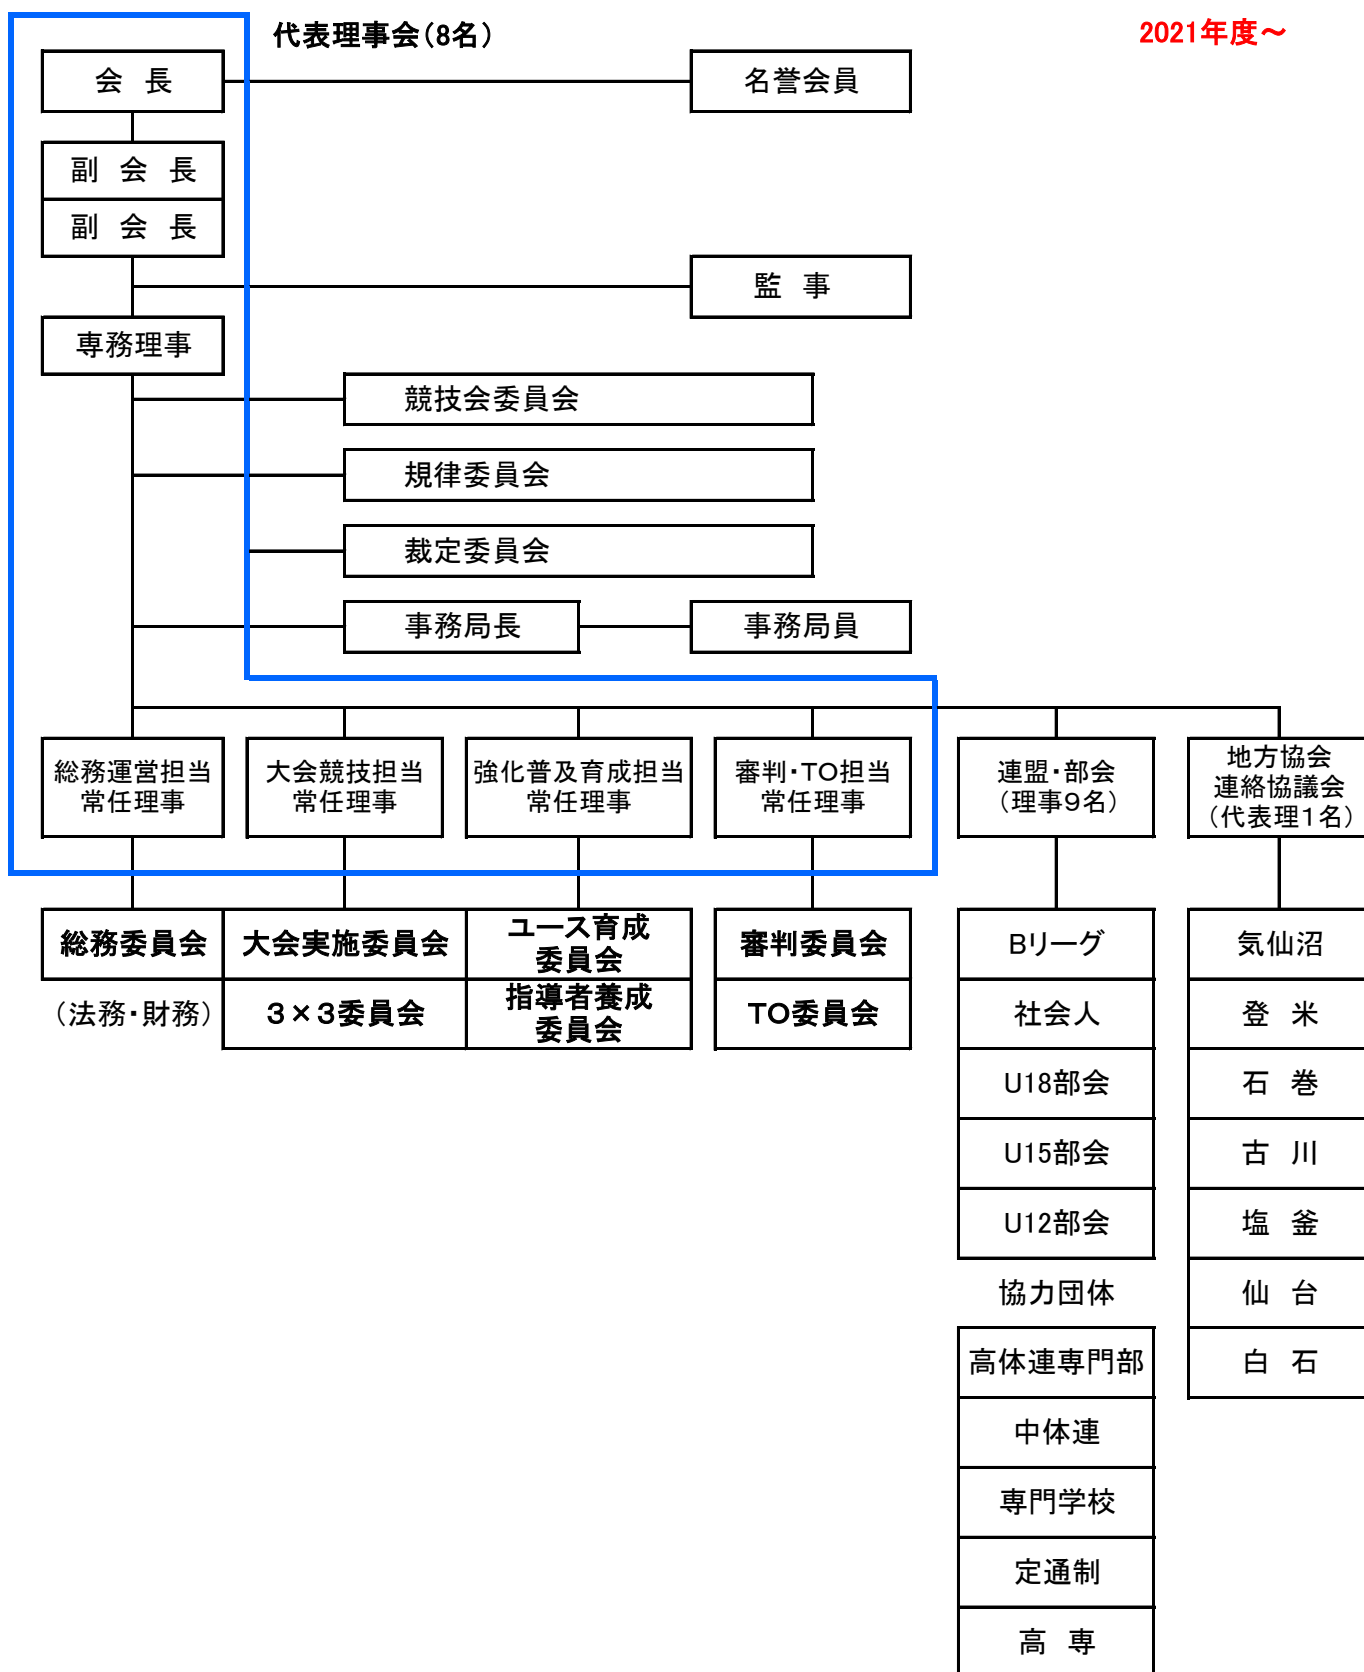 代表理事会(8名)
2021年度~
会 長
名誉会員
副 会 長
副 会 長
監 事
専務理事
競技会委員会
規律委員会
裁定委員会
事務局長
事務局員
総務運営担当
常任理事
大会競技担当
常任理事
強化普及育成担当
常任理事
審判・TO担当
常任理事
連盟・部会
(理事9名)
地方協会
連絡協議会
(代表理1名)
総務委員会
(法務・財務)
大会実施委員会
3×3委員会
ユース育成
委員会
指導者養成
委員会
審判委員会
TO委員会
Bリーグ
社会人
U18部会
U15部会
U12部会
協力団体
高体連専門部
中体連
専門学校
定通制
高 専
気仙沼
登 米
石 巻
古 川
塩 釜
仙 台
白 石